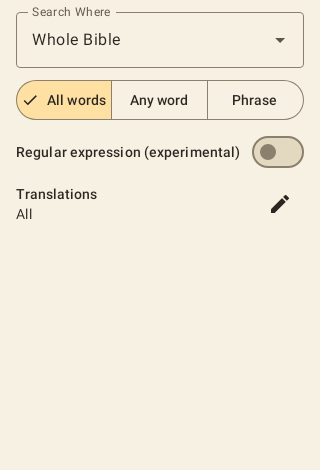 Search Where
Whole Bible
All words
Any word
Phrase
Regular expression (experimental)
Translations
All